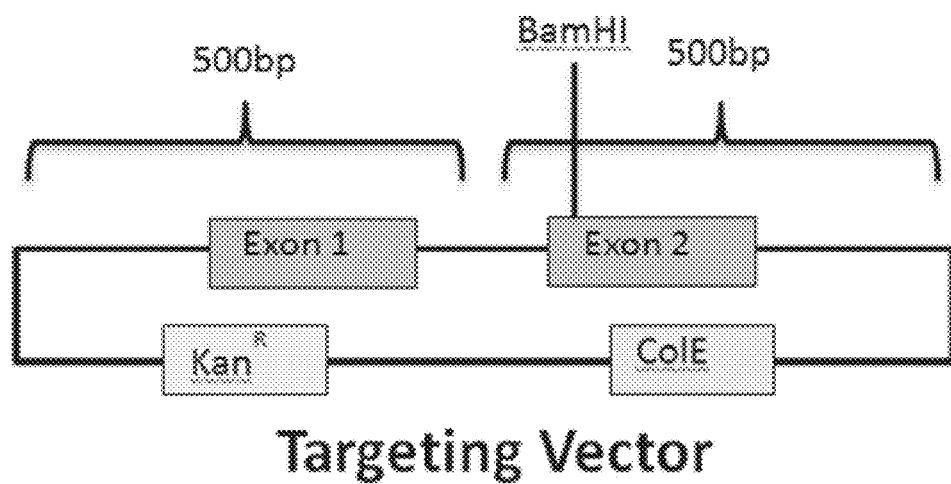 BamHI
500bp
500bp
Exon 1
Exon 2
Kan R
ColE
Targeting Vector